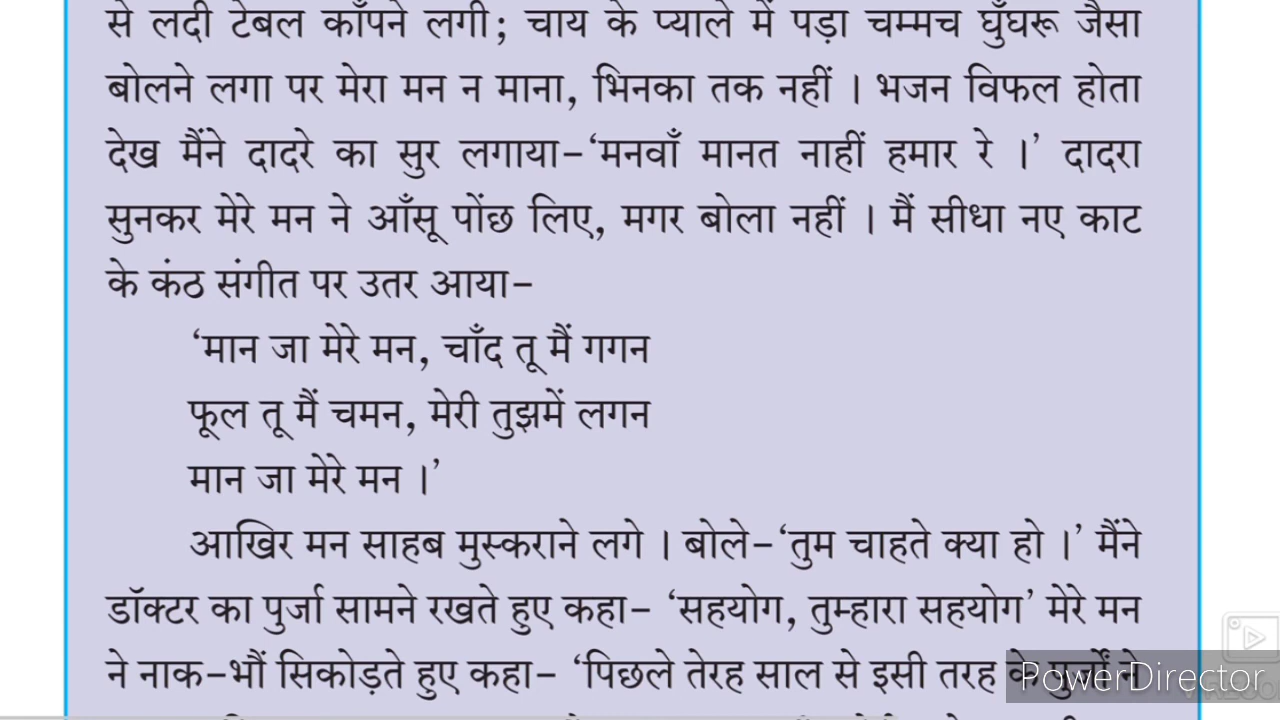 से लदी टेबल काँपने लगी; चाय के प्याले में पड़ा चम्मच घुँघरू जैसा
बोलने लगा पर मेरा मन न माना, भिनका तक नहीं । भजन विफल होता
देख मैंने दादरे का सुर लगाया-‘मनवाँ मानत नाहीं हमार रे ।’ दादरा
सुनकर मेरे मन ने आँसू पोंछ लिए, मगर बोला नहीं । मैं सीधा नए काट
के कंठ संगीत पर उतर आया-
‘मान जा मेरे मन, चाँद तू मैं गगन
फूल तू मैं चमन, मेरी तुझमें लगन
मान जा मेरे मन ।’
आखिर मन साहब मुस्कराने लगे । बोले-‘तुम चाहते क्या हो ।’ मैंने
डॉक्टर का पुर्जा सामने रखते हुए कहा- ‘सहयोग, तुम्हारा सहयोग’ मेरे मन
ने नाक-भौं सिकोड़ते हुए कहा- ‘पिछले तेरह साल से इसी तरह के पुर्जों ने
PowerDirector